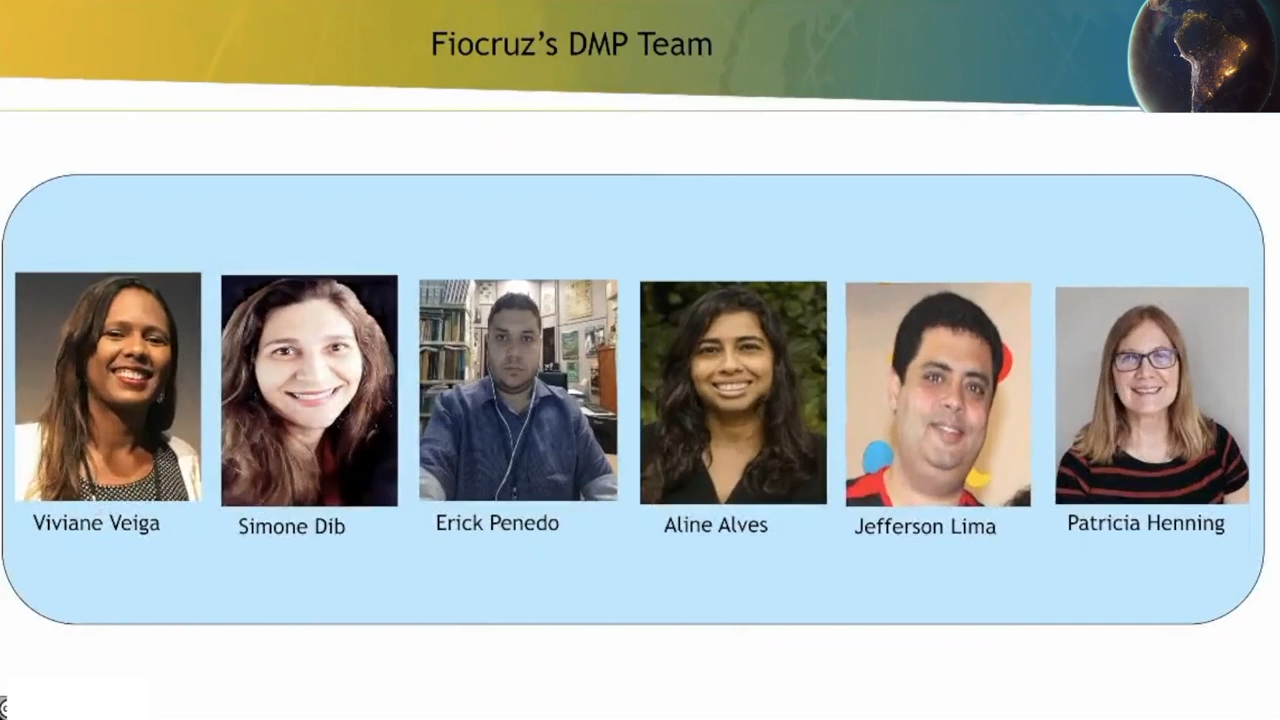 Fiocruz's DMP Team
Viviane Veiga
Simone Dib
Erick Penedo
Aline Alves
Jefferson Lima
Patricia Henning